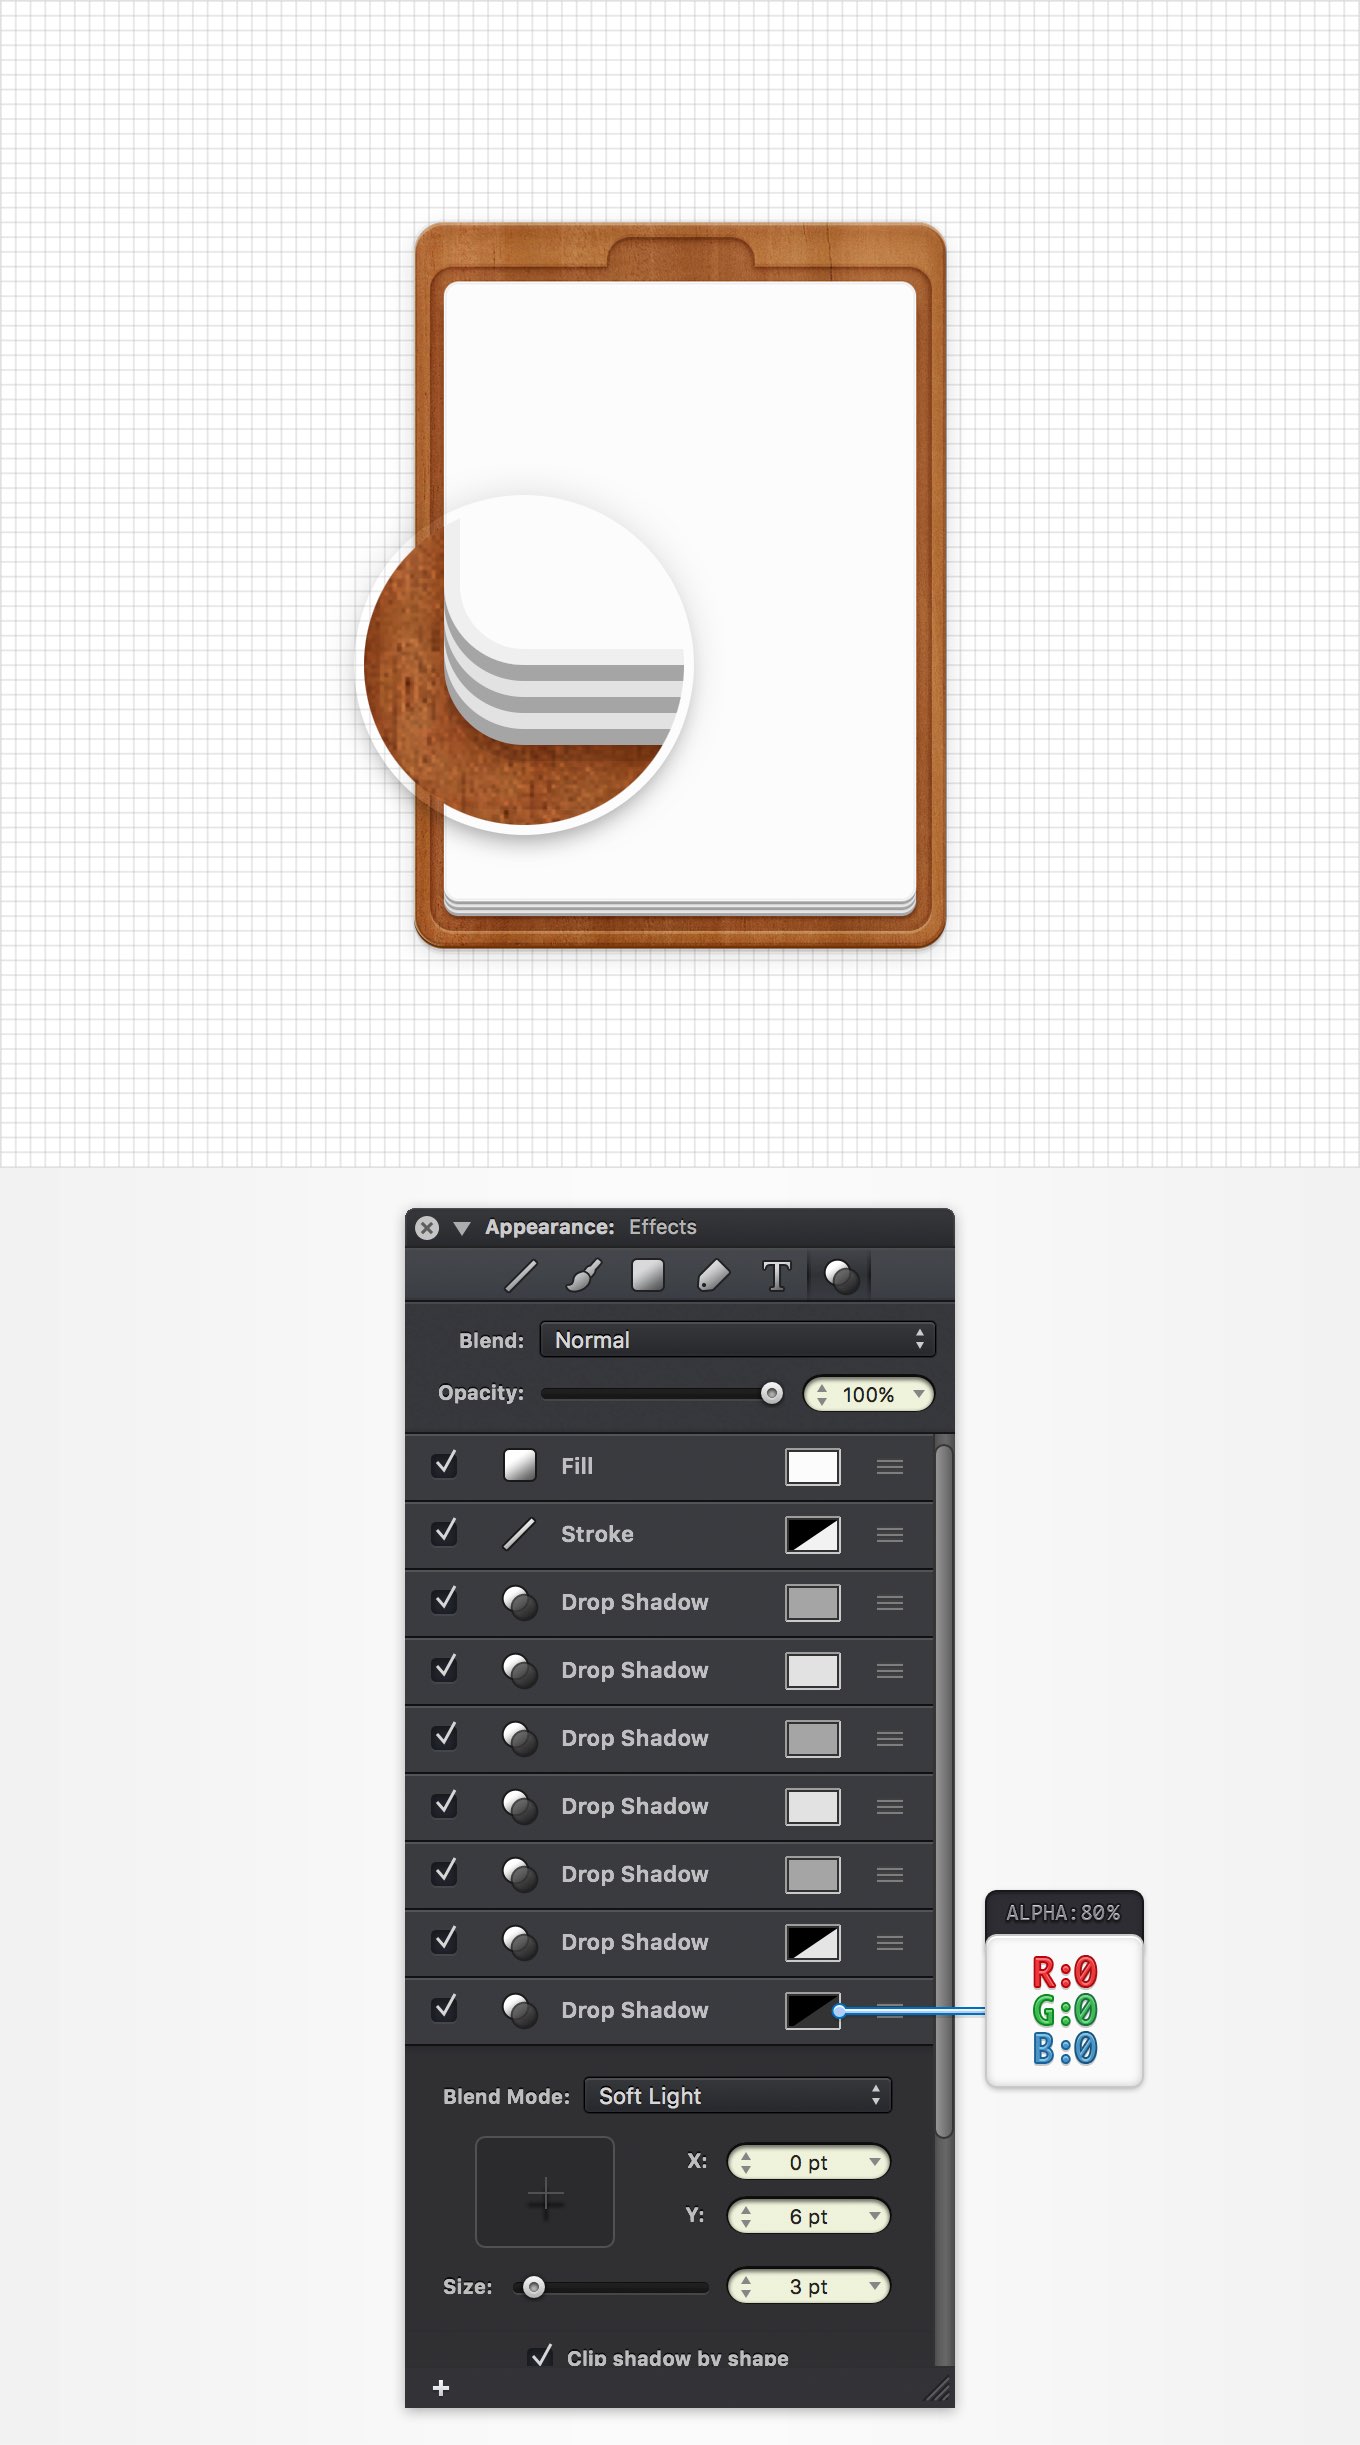 Appearance: Effects
T
Blend: Normal
Opacity: 100%
Fill
Stroke
Drop Shadow
Drop Shadow
Drop Shadow
Drop Shadow
Drop Shadow
Drop Shadow
Drop Shadow
ALPHA:80%
R:0
G:0
B:0
Blend Mode: Soft Light
X: 0 pt
Y: 6 pt
Size: 3 pt
Clip shadow by shape